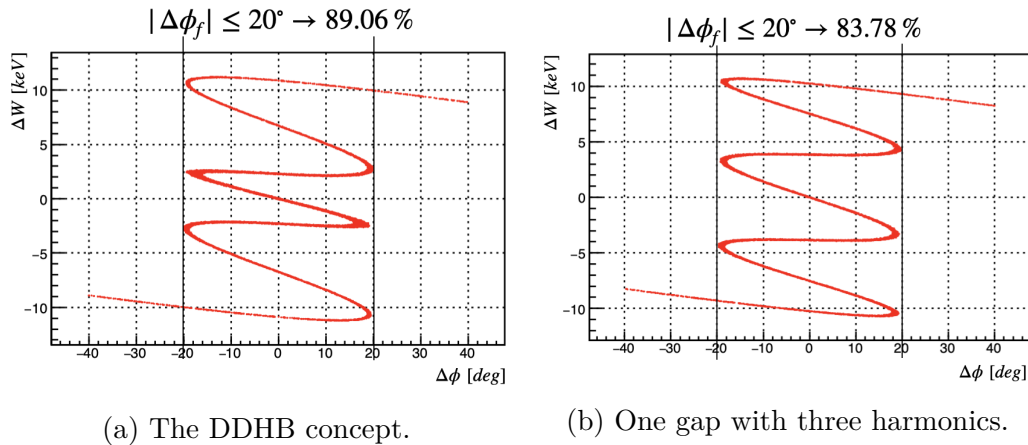 |Δϕf| ≤ 20° → 89.06 %
ΔW [keV]
10
5
0
−5
−10
−40 −30 −20 −10 0 10 20 30 40
Δϕ [deg]
(a) The DDHB concept.
|Δϕf| ≤ 20° → 83.78 %
ΔW [keV]
10
5
0
−5
−10
−40 −30 −20 −10 0 10 20 30 40
Δϕ [deg]
(b) One gap with three harmonics.